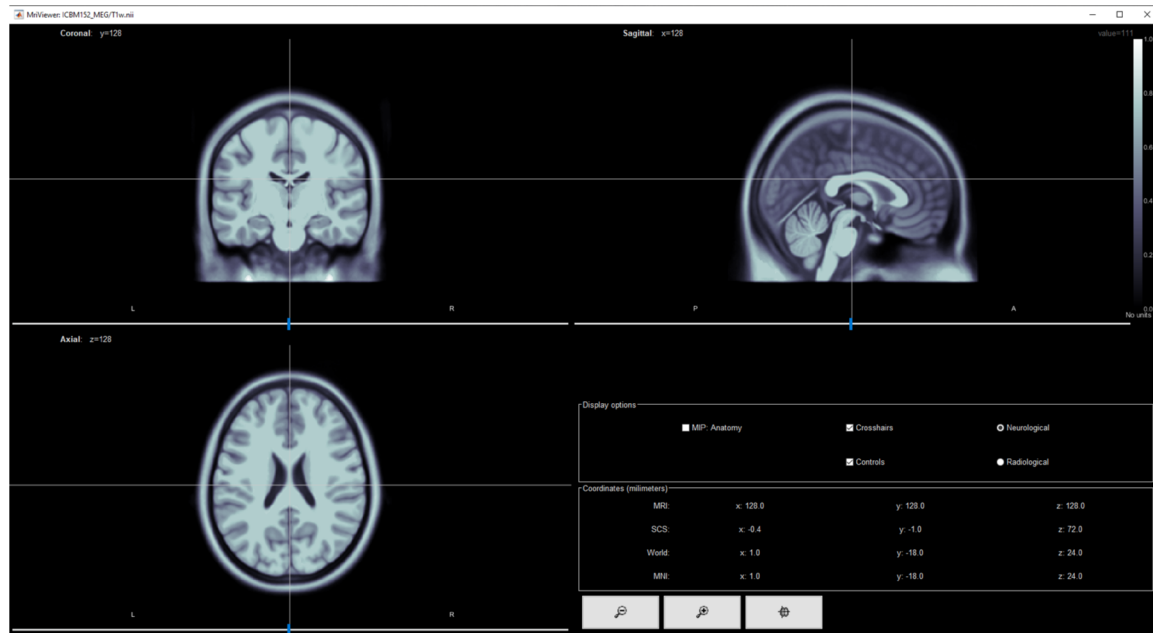 MriViewer: ICBM152_MEG/T1w.nii
Coronal: y=128
Sagittal: x=128
value=111
1.0
0.8
0.6
0.4
0.2
0.0
No units
L R
P A
Axial: z=128
L R
Display options
MIP: Anatomy Crosshairs Neurological
Controls Radiological
Coordinates (milimeters)
MRI: x: 128.0 y: 128.0 z: 128.0
SCS: x: -0.4 y: -1.0 z: 72.0
World: x: 1.0 y: -18.0 z: 24.0
MNI: x: 1.0 y: -18.0 z: 24.0